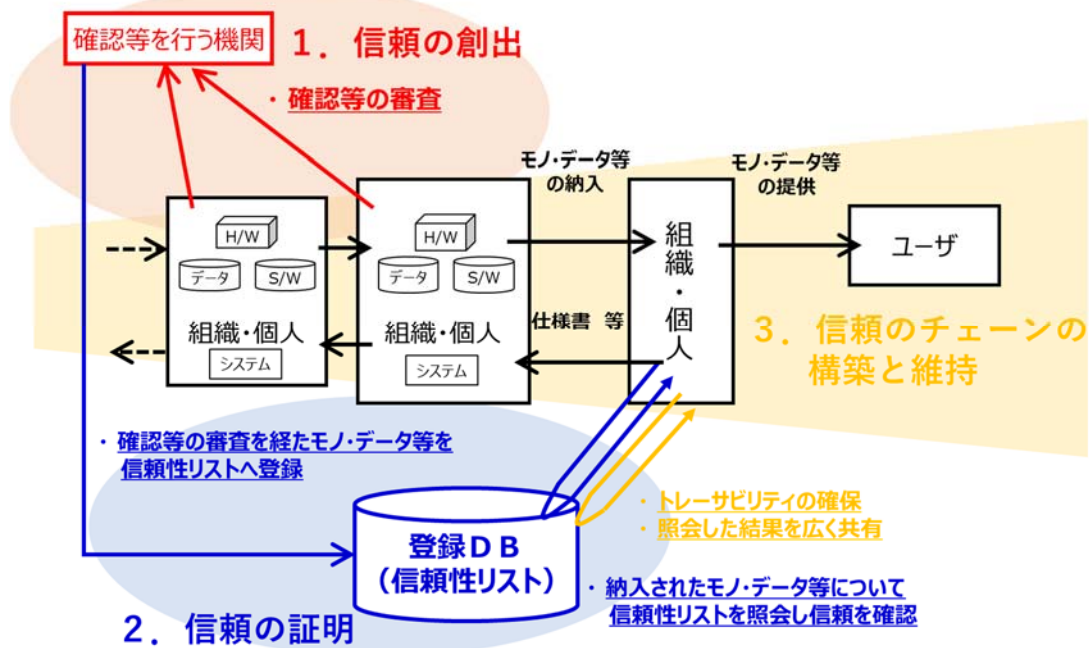 確認等を行う機関
1．信頼の創出
・確認等の審査
モノ・データ等
の納入
モノ・データ等
の提供
H/W
データ
S/W
組織・個人
システム
H/W
データ
S/W
組織・個人
システム
仕様書 等
組織・個人
ユーザ
3．信頼のチェーンの
構築と維持
・確認等の審査を経たモノ・データ等を
信頼性リストへ登録
・トレーサビリティの確保
・照会した結果を広く共有
登録DB
（信頼性リスト）
・納入されたモノ・データ等について
信頼性リストを照会し信頼を確認
2．信頼の証明